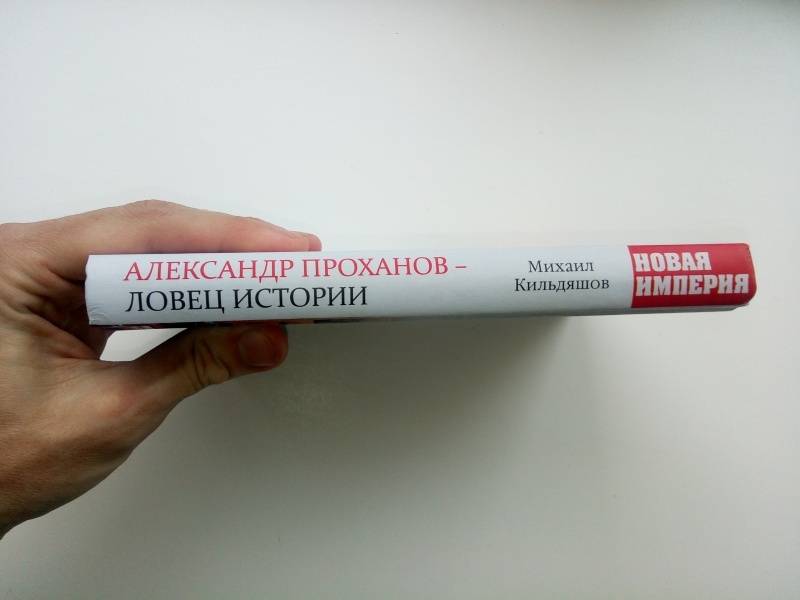 АЛЕКСАНДР ПРОХАНОВ –
ЛОВЕЦ ИСТОРИИ
Михаил
Кильдяшов
НОВАЯ
ИМПЕРИЯ